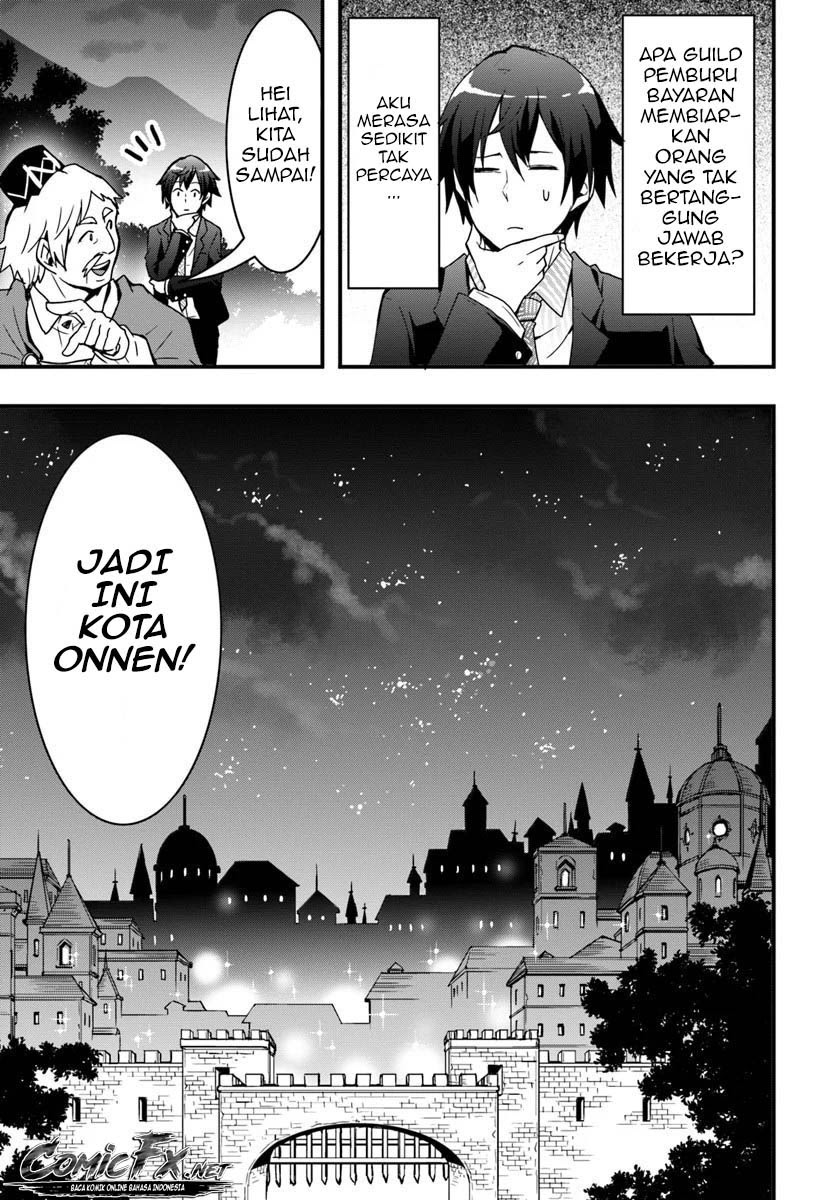 APA GUILD
PEMBURU
BAYARAN
MEMBIAR-
KAN
ORANG
YANG TAK
BERTANG-
GUNG
JAWAB
BEKERJA?
AKU
MERASA
SEDIKIT
TAK
PERCAYA
...
HEI
LIHAT,
KITA
SUDAH
SAMPAI!
JADI
INI
KOTA
ONNEN!
COMICFX.NET
BACA KOMIK ONLINE BAHASA INDONESIA